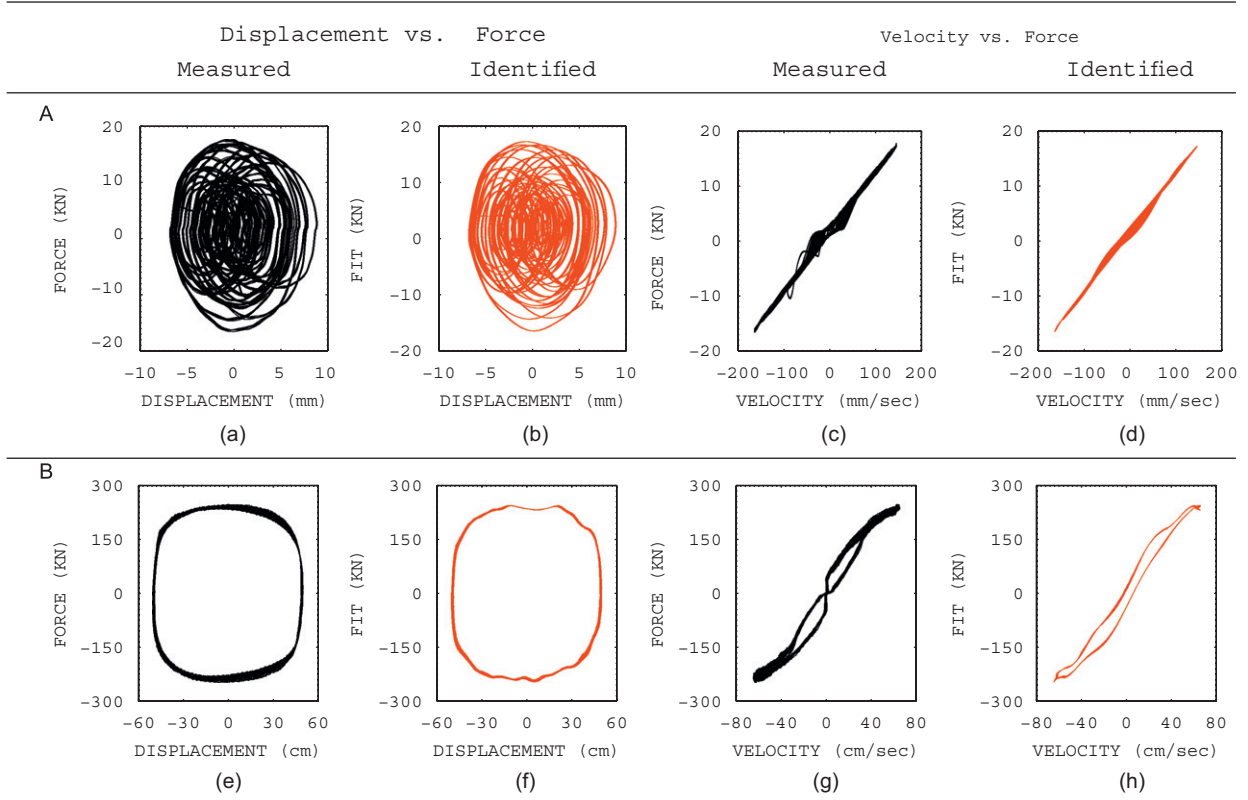 Displacement vs. Force Velocity vs. Force
Measured Identified Measured Identified
A
20 20 20 20
10 10 10 10
0 0 0 0
-10 -10 -10 -10
-20 -20 -20 -20
FORCE (KN) FIT (KN) FORCE (KN) FIT (KN)
-10 -5 0 5 10 -10 -5 0 5 10 -200 -100 0 100 200 -200 -100 0 100 200
DISPLACEMENT (mm) DISPLACEMENT (mm) VELOCITY (mm/sec) VELOCITY (mm/sec)
(a) (b) (c) (d)
B
300 300 300 300
150 150 150 150
0 0 0 0
-150 -150 -150 -150
-300 -300 -300 -300
FORCE (KN) FIT (KN) FORCE (KN) FIT (KN)
-60 -30 0 30 60 -60 -30 0 30 60 -80 -40 0 40 80 -80 -40 0 40 80
DISPLACEMENT (cm) DISPLACEMENT (cm) VELOCITY (cm/sec) VELOCITY (cm/sec)
(e) (f) (g) (h)